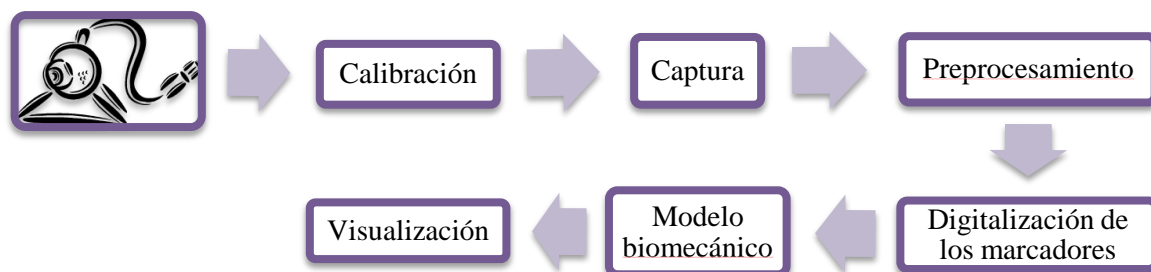 Calibración
Captura
Preprocesamiento
Digitalización de
los marcadores
Modelo
biomecánico
Visualización